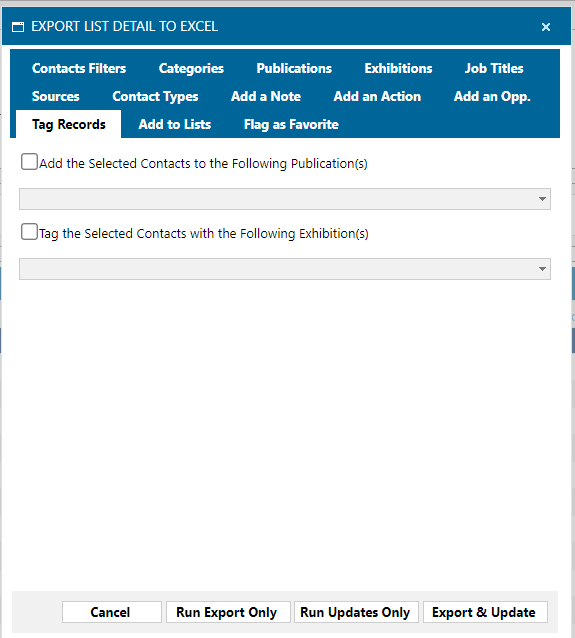 EXPORT LIST DETAIL TO EXCEL
Contacts Filters Categories Publications Exhibitions Job Titles
Sources Contact Types Add a Note Add an Action Add an Opp.
Tag Records Add to Lists Flag as Favorite
Add the Selected Contacts to the Following Publication(s)
Tag the Selected Contacts with the Following Exhibition(s)
Cancel Run Export Only Run Updates Only Export & Update